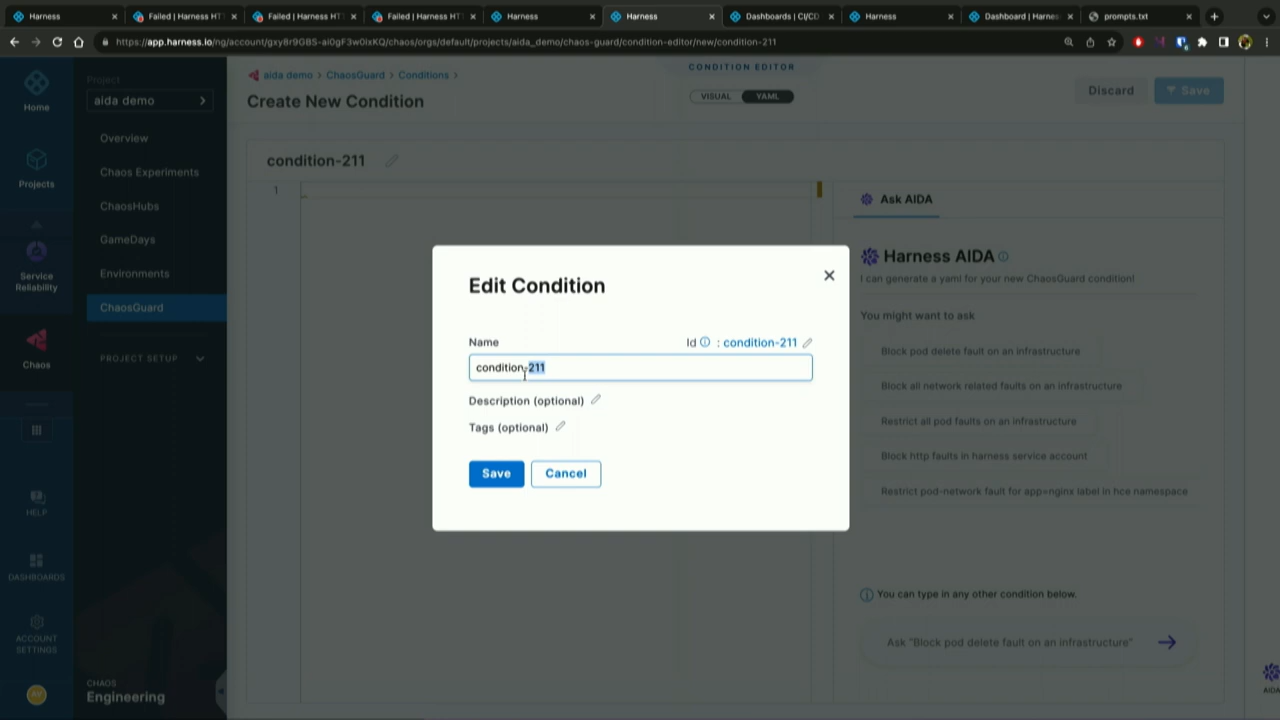 Harness
Failed | Harness HT
Failed | Harness HT
Failed | Harness HT
Harness
Harness
Dashboards | CI/CD
Harness
Dashboard | Harne
prompts.txt
https://app.harness.io/ng/account/gxy8r9GBS-ai0gF3w0ixKQ/chaos/orgs/default/projects/aida_demo/chaos-guard/condition-editor/new/condition-211
Home
Projects
Service Reliability
Chaos
HELP
DASHBOARDS
ACCOUNT SETTINGS
AV
Project
aida demo
Overview
Chaos Experiments
ChaosHubs
GameDays
Environments
ChaosGuard
PROJECT SETUP
CHAOS
Engineering
aida demo > ChaosGuard > Conditions >
Create New Condition
CONDITION EDITOR
VISUAL YAML
Discard
Save
condition-211
1
Ask AIDA
Harness AIDA
I can generate a yaml for your new ChaosGuard condition!
You might want to ask
Block pod delete fault on an infrastructure
Block all network related faults on an infrastructure
Restrict all pod faults on an infrastructure
Block http faults in harness service account
Restrict pod-network fault for app=nginx label in hce namespace
You can type in any other condition below.
Ask "Block pod delete fault on an infrastructure"
AIDA
Edit Condition
Name
Id : condition-211
condition-211
Description (optional)
Tags (optional)
Save
Cancel